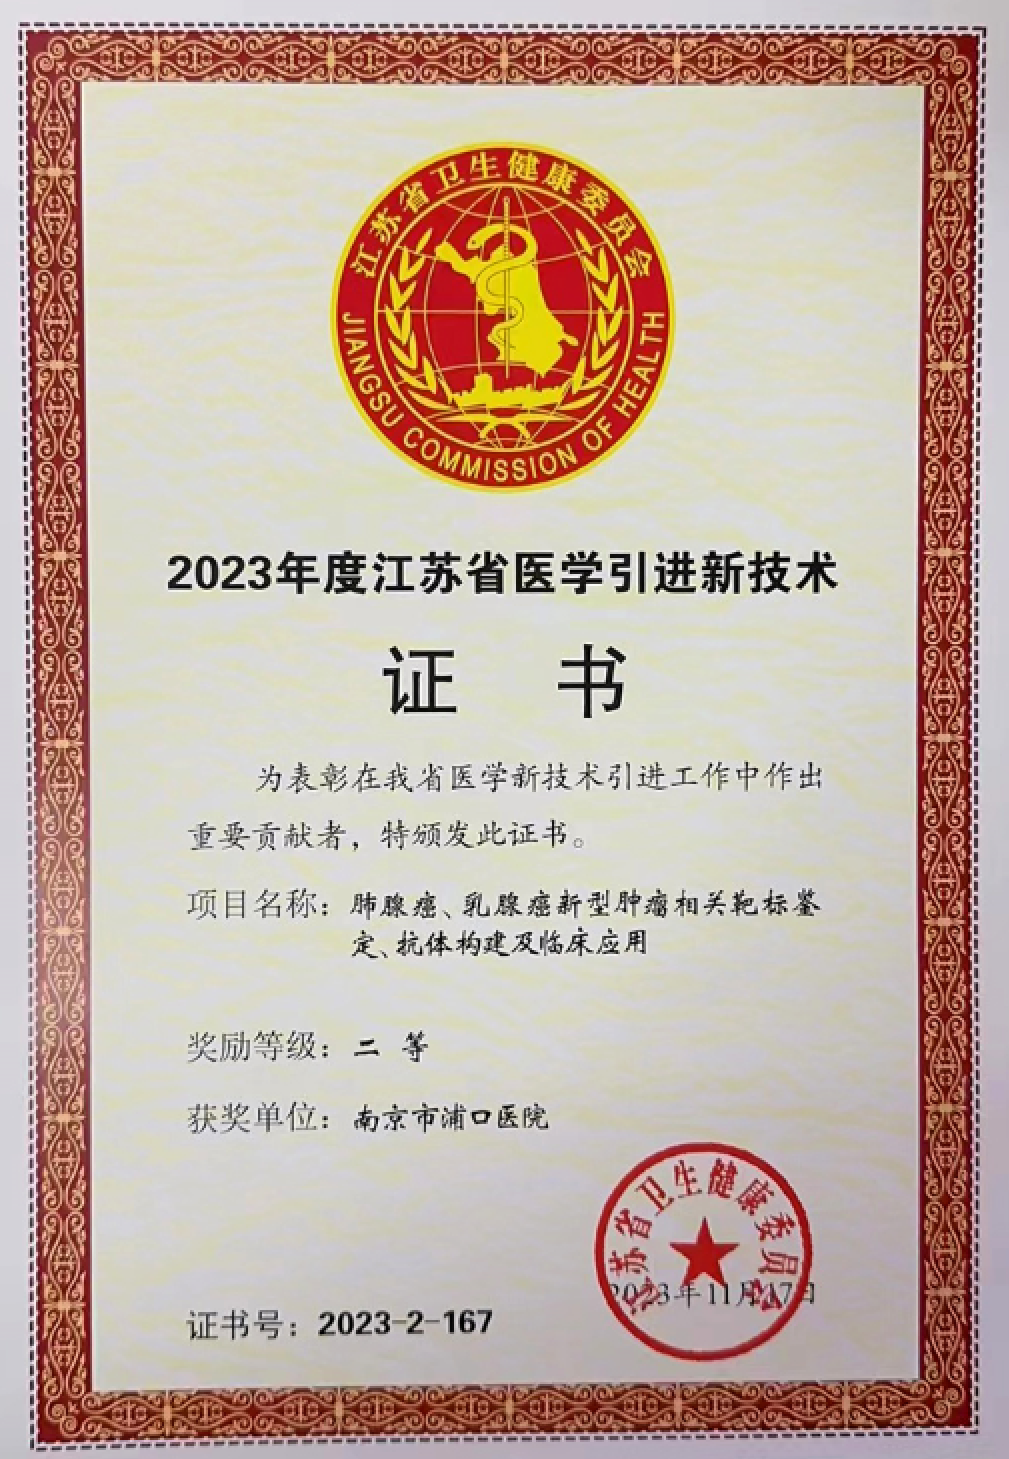 江苏省卫生健康委员会
JIANGSU COMMISSION OF HEALTH
2023年度江苏省医学引进新技术
证 书
为表彰在我省医学新技术引进工作中作出
重要贡献者，特颁发此证书。
项目名称：肺腺癌、乳腺癌新型肿瘤相关靶标鉴
定、抗体构建及临床应用
奖励等级：二 等
获奖单位：南京市浦口医院
江苏省卫生健康委员会
2023年11月17日
证书号：2023-2-167